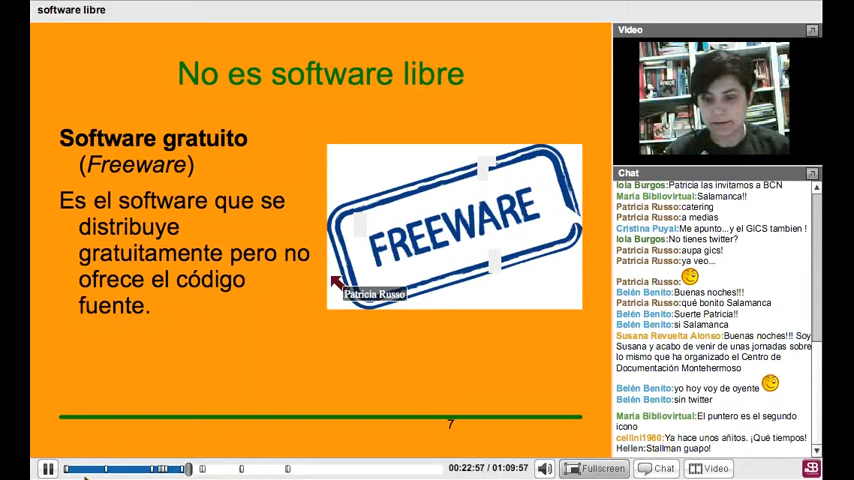 software libre
No es software libre
Software gratuito
(Freeware)
Es el software que se
distribuye
gratuitamente pero no
ofrece el código
fuente.
FREEWARE
Patricia Russo
7
Video
Chat
lola Burgos:Patricia las invitamos a BCN
Maria Bibliovirtual:Salamanca!!
Patricia Russo:catering
Patricia Russo:a medias
Cristina Puyal:Me apunto...y el GICS tambien !
lola Burgos:No tienes twitter?
Patricia Russo:aupa gics!
Patricia Russo:ya veo...
Patricia Russo:
Belén Benito:Buenas noches!!!
Patricia Russo:qué bonito Salamanca
Belén Benito:Suerte Patricia!!
Belén Benito:si Salamanca
Susana Revuelta Alonso:Buenas noches!!! Soy
Susana y acabo de venir de unas jornadas sobre
lo mismo que ha organizado el Centro de
Documentación Montehermoso
Belén Benito:yo hoy voy de oyente
Belén Benito:sin twitter
Maria Bibliovirtual:El puntero es el segundo
icono
ceilini1980:Ya hace unos añitos. ¡Qué tiempos!
Hellen:Stallman guapo!
00:22:57/01:09:57
Fullscreen
Chat
Video
SB